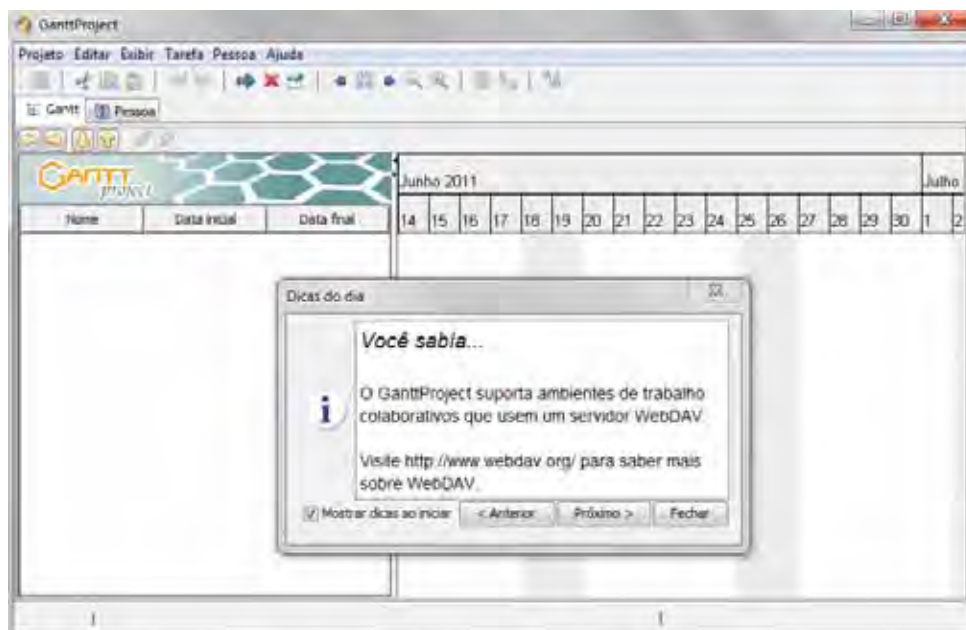 GanttProject
Projeto Editar Exibir Tarefa Pessoa Ajuda
Gantt Pessoa
GANTT
project
Junho 2011 Julho
Nome Data inicial Data final 14 15 16 17 18 19 20 21 22 23 24 25 26 27 28 29 30 1 2
Dicas do dia
Você sabia...
O GanttProject suporta ambientes de trabalho
colaborativos que usem um servidor WebDAV.
Visite http://www.webdav.org/ para saber mais
sobre WebDAV.
Mostrar dicas ao iniciar < Anterior Próximo > Fechar